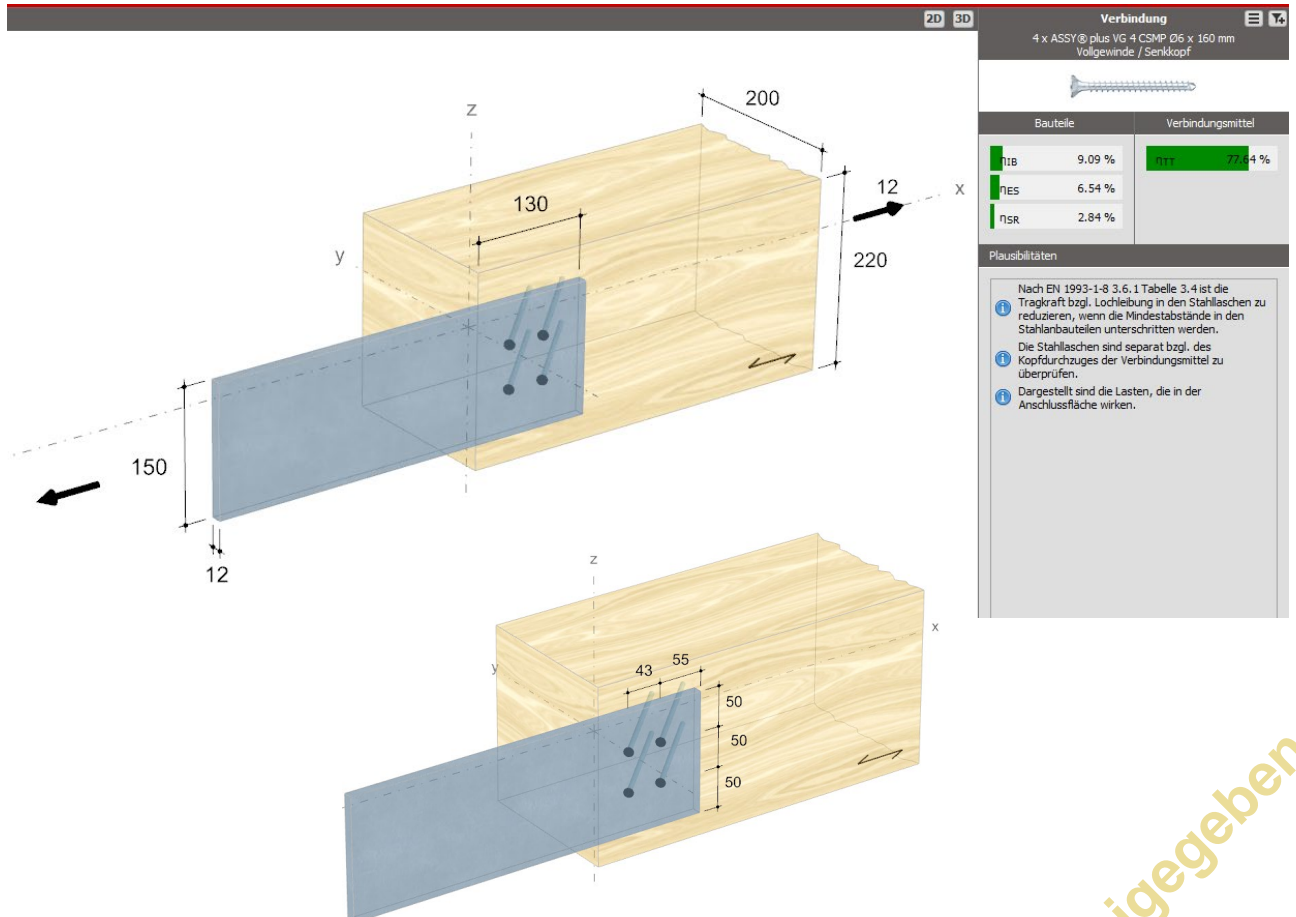 2D 3D
Verbindung
4 x ASSY® plus VG 4 CSMP Ø6 x 160 mm
Vollgewinde / Senkkopf
Bauteile
Verbindungsmittel
ηIB 9.09 %
ηTT 77.64 %
ηES 6.54 %
ηSR 2.84 %
Plausibilitäten
Nach EN 1993-1-8 3.6.1 Tabelle 3.4 ist die
Tragkraft bzgl. Lochleibung in den Stahllaschen zu
reduzieren, wenn die Mindestabstände in den
Stahlanbauteilen unterschritten werden.
Die Stahllaschen sind separat bzgl. des
Kopfdurchzuges der Verbindungsmittel zu
überprüfen.
Dargestellt sind die Lasten, die in der
Anschlussfläche wirken.
200
z
12
x
130
y
220
150
12
z
x
55
43
y
50
50
50
igegeben